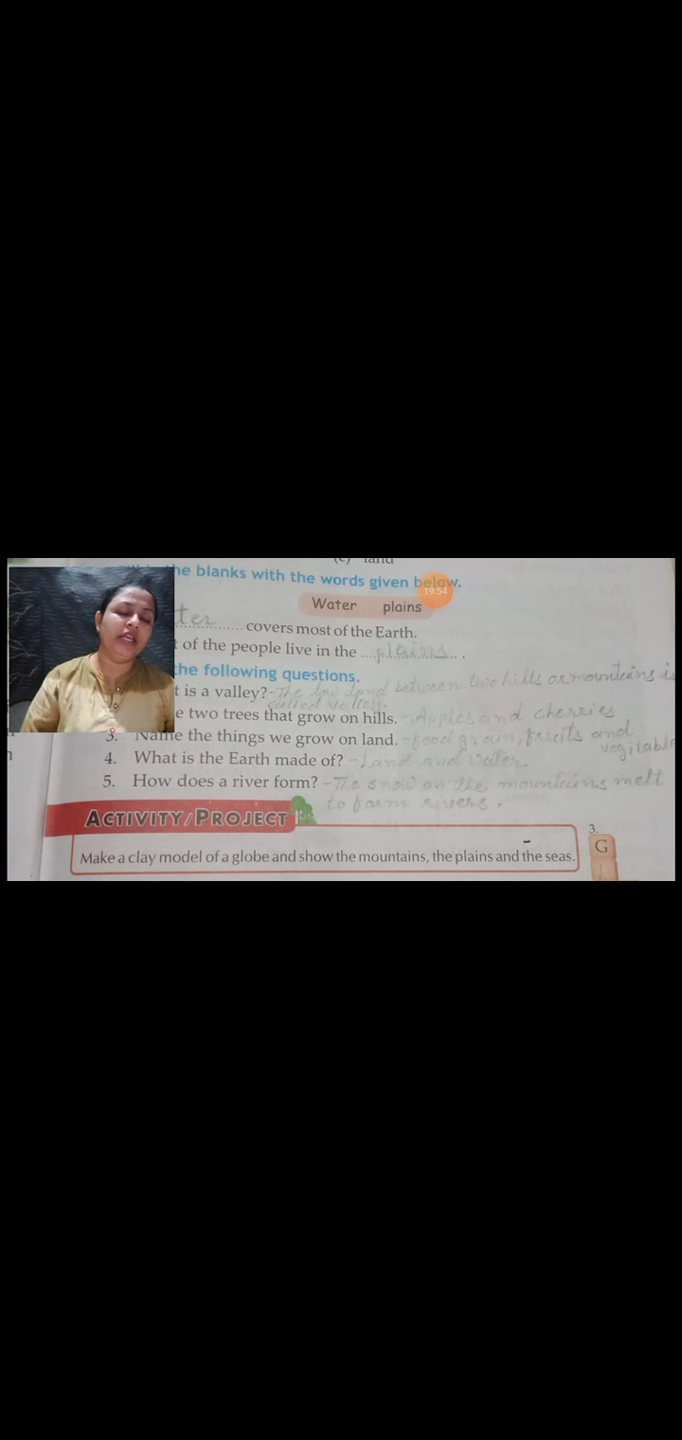 (c) land
he blanks with the words given below.
19:54
Water plains
ter covers most of the Earth.
t of the people live in the plains.
the following questions.
t is a valley? - The low land between two hills or mountains is
called valley.
e two trees that grow on hills. - Apples and cherries
3. Name the things we grow on land. - food grain, fruits and
vegitable
4. What is the Earth made of? - Land and Water.
5. How does a river form? - The snow on the mountains melt
to form rivers.
ACTIVITY/PROJECT
3.
G
Make a clay model of a globe and show the mountains, the plains and the seas.